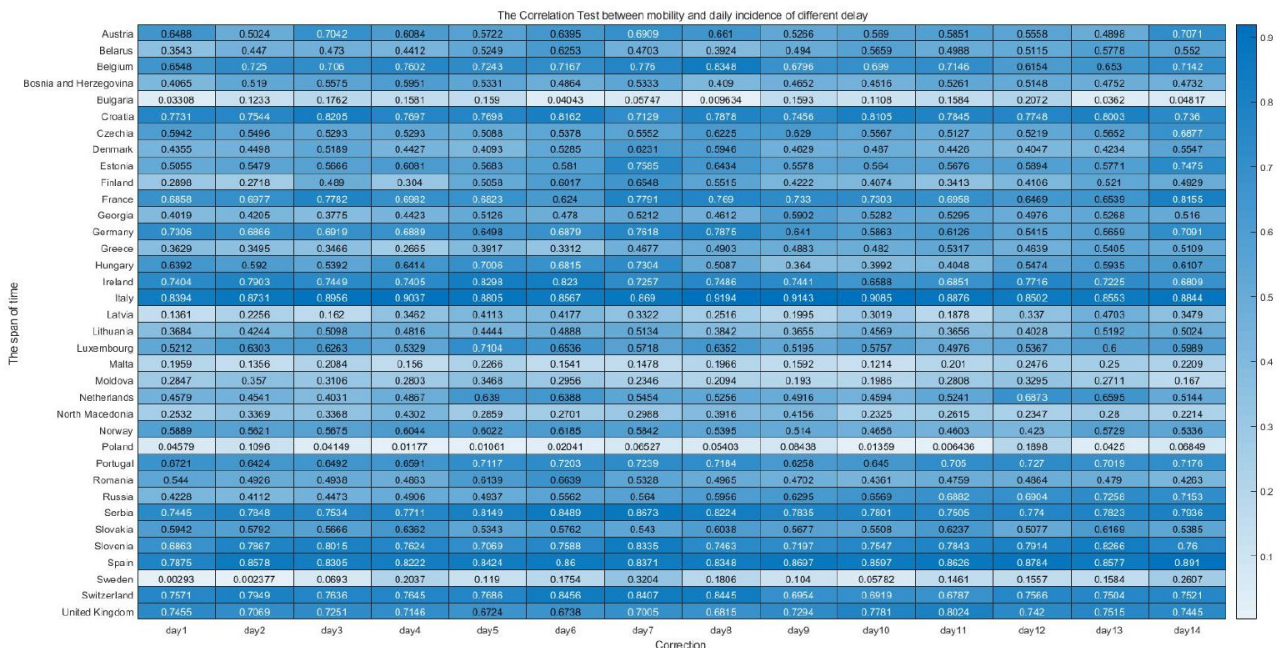 The Correlation Test between mobility and daily incidence of different delay
Austria 0.6488 0.5024 0.7042 0.6084 0.5722 0.6395 0.6909 0.661 0.5266 0.569 0.5851 0.5558 0.4898 0.7071
Belarus 0.3543 0.447 0.473 0.4412 0.5249 0.6253 0.4703 0.3924 0.494 0.5659 0.4988 0.5115 0.5778 0.552
Belgium 0.6548 0.725 0.706 0.7602 0.7243 0.7167 0.776 0.8348 0.6796 0.699 0.7146 0.6154 0.653 0.7142
Bosnia and Herzegovina 0.4065 0.519 0.5575 0.5951 0.5331 0.4864 0.5333 0.409 0.4652 0.4516 0.5261 0.5148 0.4752 0.4732
Bulgaria 0.03308 0.1233 0.1762 0.1581 0.159 0.04043 0.05747 0.009634 0.1593 0.1108 0.1584 0.2072 0.0362 0.04817
Croatia 0.7731 0.7544 0.8205 0.7697 0.7698 0.8162 0.7129 0.7878 0.7456 0.8105 0.7845 0.7748 0.8003 0.736
Czechia 0.5942 0.5496 0.5293 0.5293 0.5088 0.5378 0.5552 0.6225 0.629 0.5567 0.5127 0.5219 0.5652 0.6877
Denmark 0.4355 0.4498 0.5189 0.4427 0.4093 0.5285 0.6231 0.5946 0.4629 0.487 0.4426 0.4047 0.4234 0.5547
Estonia 0.5055 0.5479 0.5666 0.6081 0.5683 0.581 0.7585 0.6434 0.5578 0.564 0.5676 0.5894 0.5771 0.7475
Finland 0.2898 0.2718 0.489 0.304 0.5058 0.6017 0.6548 0.5515 0.4222 0.4074 0.3413 0.4106 0.521 0.4929
France 0.6858 0.6977 0.7782 0.6982 0.6823 0.624 0.7791 0.769 0.733 0.7303 0.6958 0.6469 0.6539 0.8155
Georgia 0.4019 0.4205 0.3775 0.4423 0.5126 0.478 0.5212 0.4612 0.5902 0.5282 0.5295 0.4976 0.5268 0.516
Germany 0.7306 0.6866 0.6919 0.6889 0.6498 0.6879 0.7618 0.7875 0.641 0.5863 0.6126 0.5415 0.5659 0.7091
Greece 0.3629 0.3495 0.3466 0.2665 0.3917 0.3312 0.4677 0.4903 0.4883 0.482 0.5317 0.4639 0.5405 0.5109
Hungary 0.6392 0.592 0.5392 0.6414 0.7006 0.6815 0.7304 0.5087 0.364 0.3992 0.4048 0.5474 0.5935 0.6107
Ireland 0.7404 0.7903 0.7449 0.7405 0.8298 0.823 0.7257 0.7486 0.7441 0.6588 0.6851 0.7716 0.7225 0.6809
Italy 0.8394 0.8731 0.8956 0.9037 0.8805 0.8567 0.869 0.9194 0.9143 0.9085 0.8876 0.8502 0.8553 0.8844
Latvia 0.1361 0.2256 0.162 0.3462 0.4113 0.4177 0.3322 0.2516 0.1995 0.3019 0.1878 0.337 0.4703 0.3479
Lithuania 0.3684 0.4244 0.5098 0.4816 0.4444 0.4888 0.5134 0.3842 0.3655 0.4569 0.3656 0.4028 0.5192 0.5024
Luxembourg 0.5212 0.6303 0.6263 0.5329 0.7104 0.6536 0.5718 0.6352 0.5195 0.5757 0.4976 0.5367 0.6 0.5989
Malta 0.1959 0.1356 0.2084 0.156 0.2266 0.1541 0.1478 0.1966 0.1592 0.1214 0.201 0.2476 0.25 0.2209
Moldova 0.2847 0.357 0.3106 0.2803 0.3468 0.2956 0.2346 0.2094 0.193 0.1986 0.2808 0.3295 0.2711 0.167
Netherlands 0.4579 0.4541 0.4031 0.4867 0.639 0.6388 0.5454 0.5256 0.4916 0.4594 0.5241 0.6873 0.6595 0.5144
North Macedonia 0.2532 0.3369 0.3368 0.4302 0.2859 0.2701 0.2988 0.3916 0.4156 0.2325 0.2615 0.2347 0.28 0.2214
Norway 0.5889 0.5621 0.5675 0.6044 0.6022 0.6185 0.5842 0.5395 0.514 0.4656 0.4603 0.423 0.5729 0.5336
Poland 0.04579 0.1096 0.04149 0.01177 0.01061 0.02041 0.06527 0.05403 0.08438 0.01359 0.006436 0.1898 0.0425 0.06849
Portugal 0.6721 0.6424 0.6492 0.6591 0.7117 0.7203 0.7239 0.7184 0.6258 0.645 0.705 0.727 0.7019 0.7176
Romania 0.544 0.4926 0.4938 0.4863 0.6139 0.6639 0.5328 0.4965 0.4702 0.4361 0.4759 0.4864 0.479 0.4263
Russia 0.4228 0.4112 0.4473 0.4906 0.4937 0.5562 0.564 0.5956 0.6295 0.6569 0.6882 0.6904 0.7258 0.7153
Serbia 0.7445 0.7848 0.7534 0.7711 0.8149 0.8489 0.8673 0.8224 0.7835 0.7801 0.7505 0.774 0.7823 0.7936
Slovakia 0.5942 0.5792 0.5666 0.6362 0.5343 0.5762 0.543 0.6038 0.5677 0.5508 0.6237 0.5077 0.6169 0.5385
Slovenia 0.6863 0.7867 0.8015 0.7624 0.7069 0.7588 0.8335 0.7463 0.7197 0.7547 0.7843 0.7914 0.8266 0.76
Spain 0.7875 0.8578 0.8305 0.8222 0.8424 0.86 0.8371 0.8348 0.8697 0.8597 0.8626 0.8784 0.8577 0.891
Sweden 0.00293 0.002377 0.0693 0.2037 0.119 0.1754 0.3204 0.1806 0.104 0.05782 0.1461 0.1557 0.1584 0.2607
Switzerland 0.7571 0.7949 0.7636 0.7645 0.7686 0.8456 0.8407 0.8445 0.6954 0.6919 0.6787 0.7566 0.7504 0.7521
United Kingdom 0.7455 0.7069 0.7251 0.7146 0.6724 0.6738 0.7005 0.6815 0.7294 0.7781 0.8024 0.742 0.7515 0.7445
day1 day2 day3 day4 day5 day6 day7 day8 day9 day10 day11 day12 day13 day14
Correction
The span of time
0.9
0.8
0.7
0.6
0.5
0.4
0.3
0.2
0.1